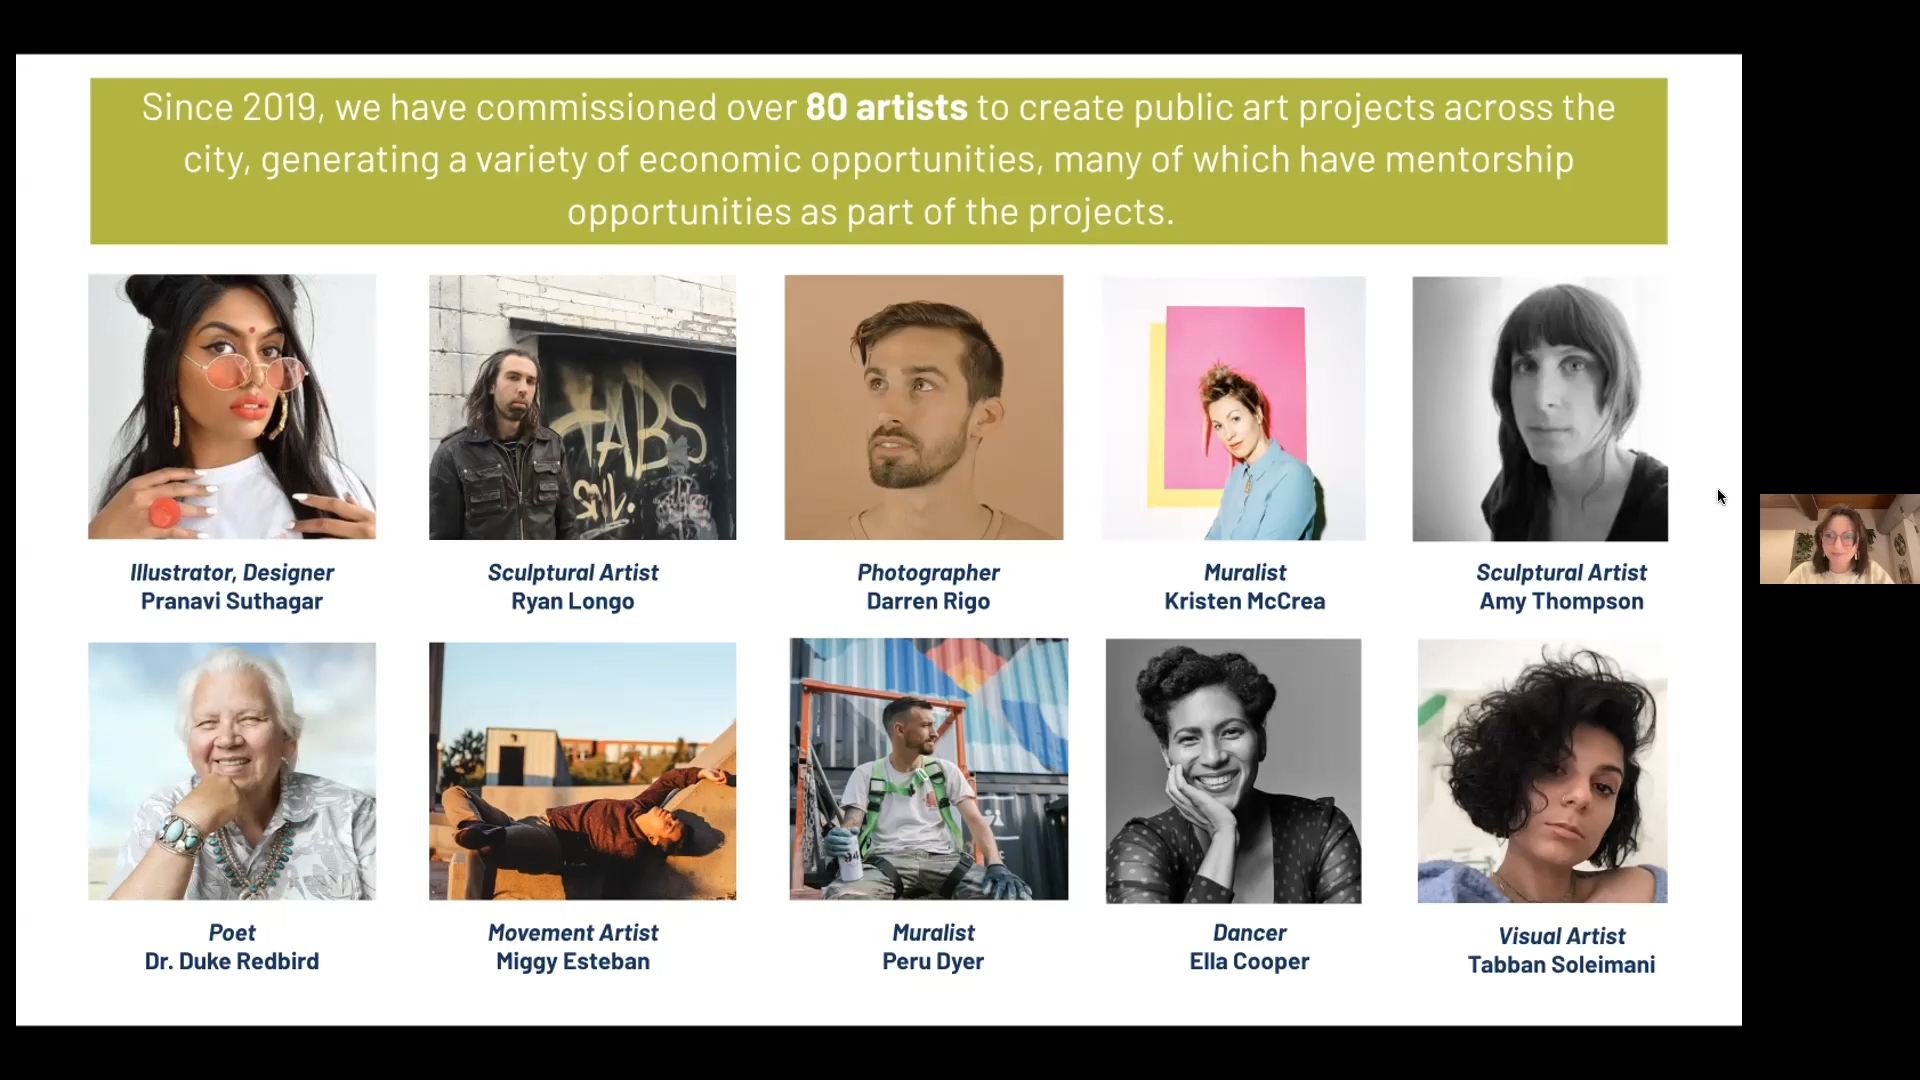 Since 2019, we have commissioned over 80 artists to create public art projects across the
city, generating a variety of economic opportunities, many of which have mentorship
opportunities as part of the projects.
TABS
Illustrator, Designer
Pranavi Suthagar
Sculptural Artist
Ryan Longo
Photographer
Darren Rigo
Muralist
Kristen McCrea
Sculptural Artist
Amy Thompson
94
Poet
Dr. Duke Redbird
Movement Artist
Miggy Esteban
Muralist
Peru Dyer
Dancer
Ella Cooper
Visual Artist
Tabban Soleimani